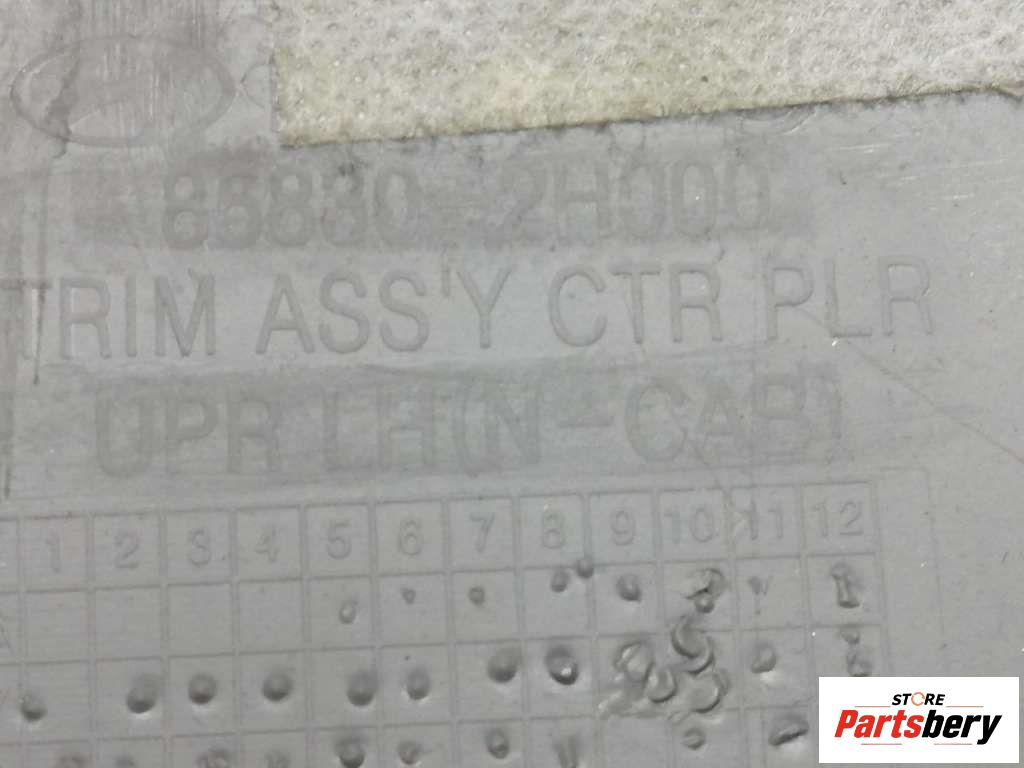 85830-2H000
TRIM ASS'Y CTR PLR
UPR LH(N-CAB)
1 2 3 4 5 6 7 8 9 10 11 12
STORE
Partsbery